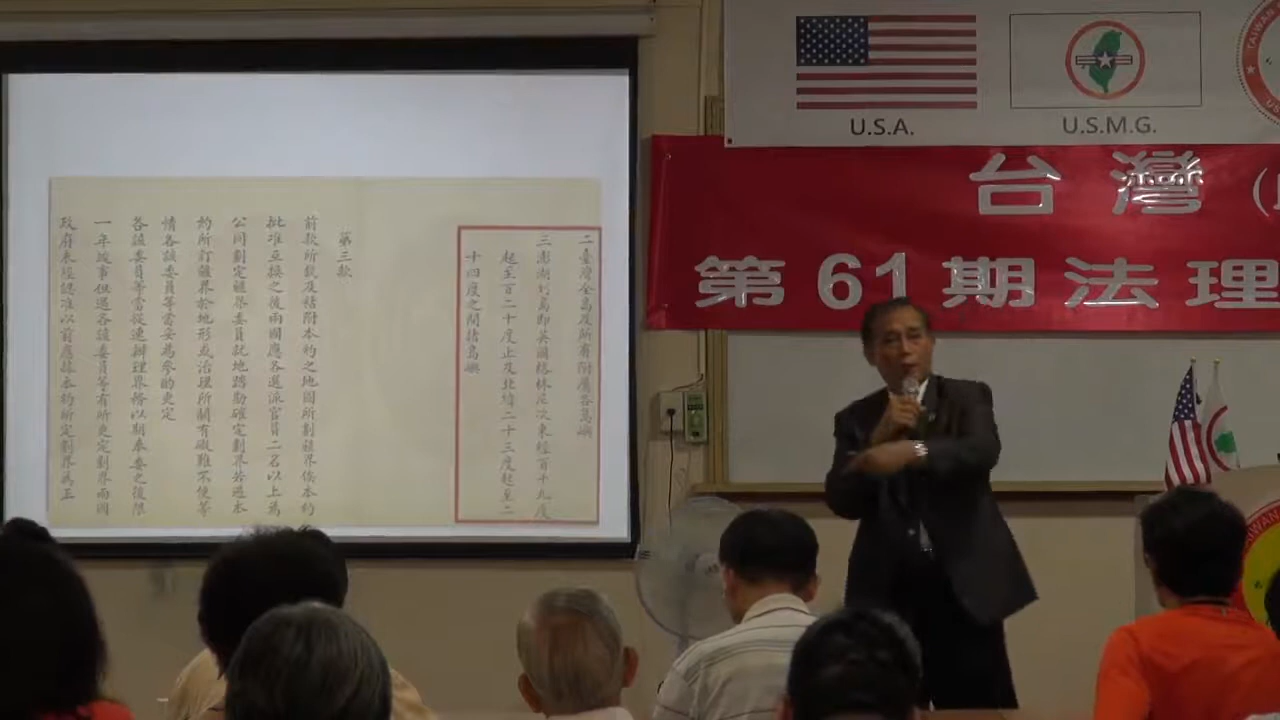 二臺灣全島及所有附屬各島嶼
三澎湖列島即英國格林尼次東經百十九度
起至百二十度止及北緯二十三度起至二
十四度之間諸島嶼
第三款
前款所載及粘附本約之地圖所劃疆界俟本約
批准互換之後兩國應各選派官員二名以上為
公同劃定疆界委員就地踏勘確定劃界若遇本
約所訂疆界於地形或治理所關有礙難不便等
情各該委員等當妥為參酌更定
各該委員等當從速辦理界務以期奉委之後限
一年竣事但遇各該委員等有所更定劃界兩國
政府未經認准以前應據本約所定劃界為正
U.S.A.
U.S.M.G.
TAIWAN
台灣 (
第61期法理
TAIWAN